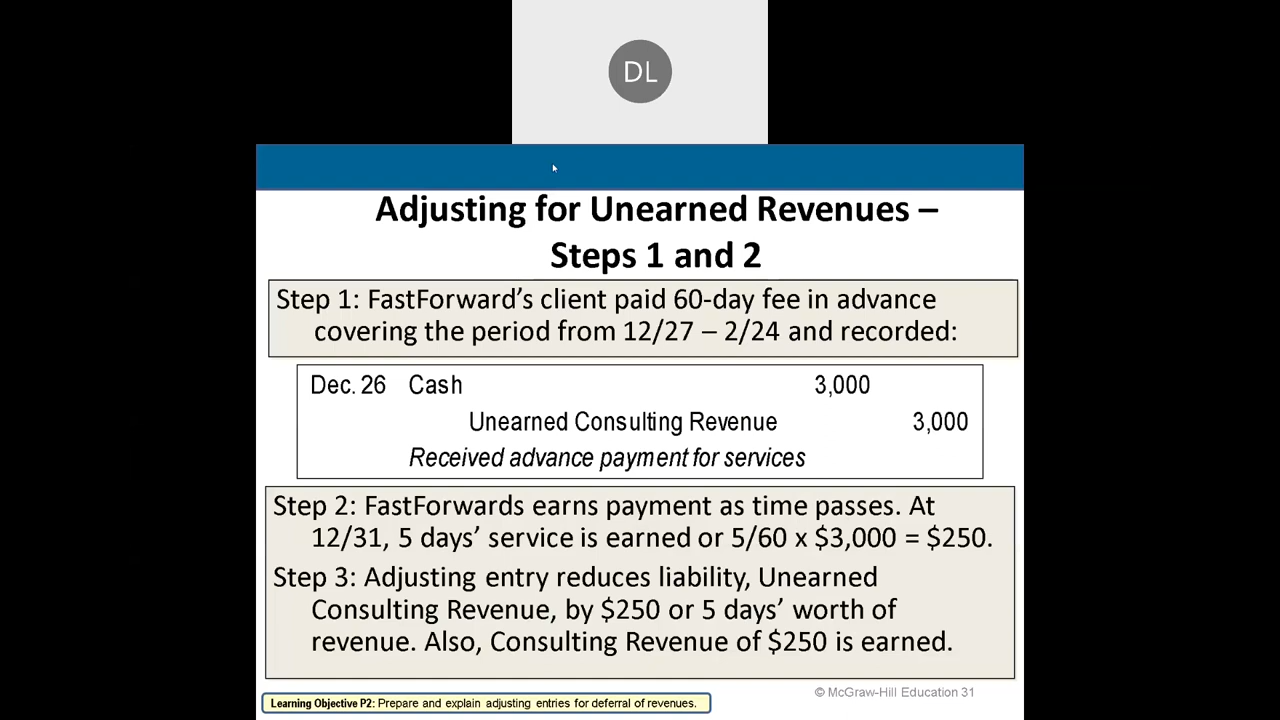 DL
Adjusting for Unearned Revenues –
Steps 1 and 2
Step 1: FastForward’s client paid 60-day fee in advance
covering the period from 12/27 – 2/24 and recorded:
Dec. 26 Cash 3,000
Unearned Consulting Revenue 3,000
Received advance payment for services
Step 2: FastForwards earns payment as time passes. At
12/31, 5 days’ service is earned or 5/60 x $3,000 = $250.
Step 3: Adjusting entry reduces liability, Unearned
Consulting Revenue, by $250 or 5 days’ worth of
revenue. Also, Consulting Revenue of $250 is earned.
© McGraw-Hill Education 31
Learning Objective P2: Prepare and explain adjusting entries for deferral of revenues.